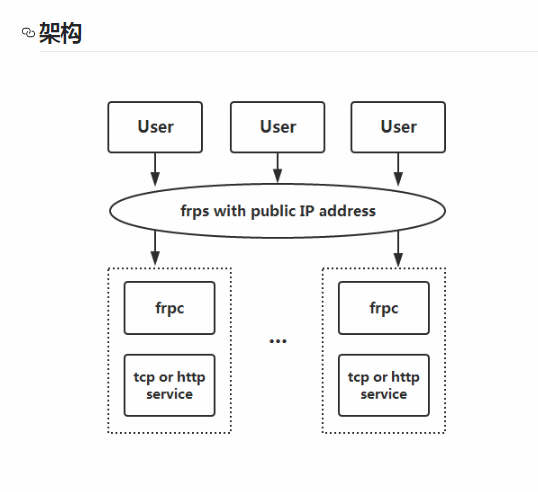 架构
User
User
User
frps with public IP address
frpc
frpc
...
tcp or http
service
tcp or http
service